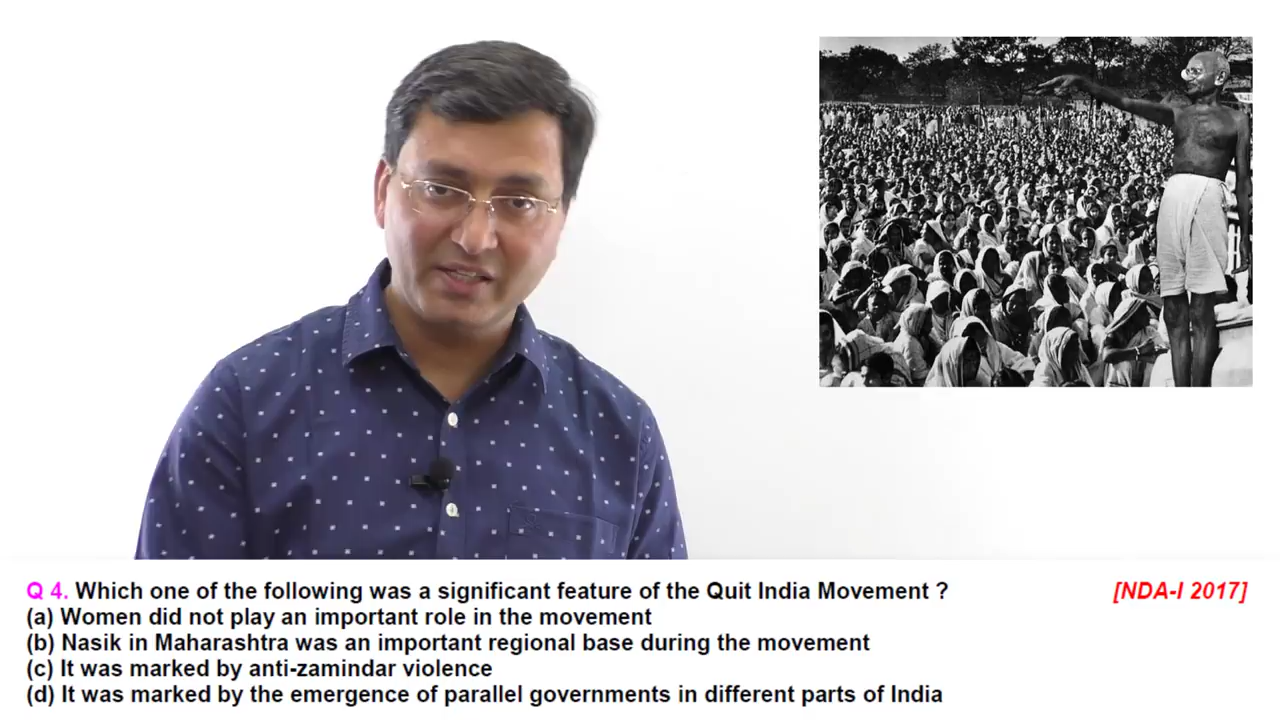 Q 4. Which one of the following was a significant feature of the Quit India Movement ? [NDA-I 2017]
(a) Women did not play an important role in the movement
(b) Nasik in Maharashtra was an important regional base during the movement
(c) It was marked by anti-zamindar violence
(d) It was marked by the emergence of parallel governments in different parts of India